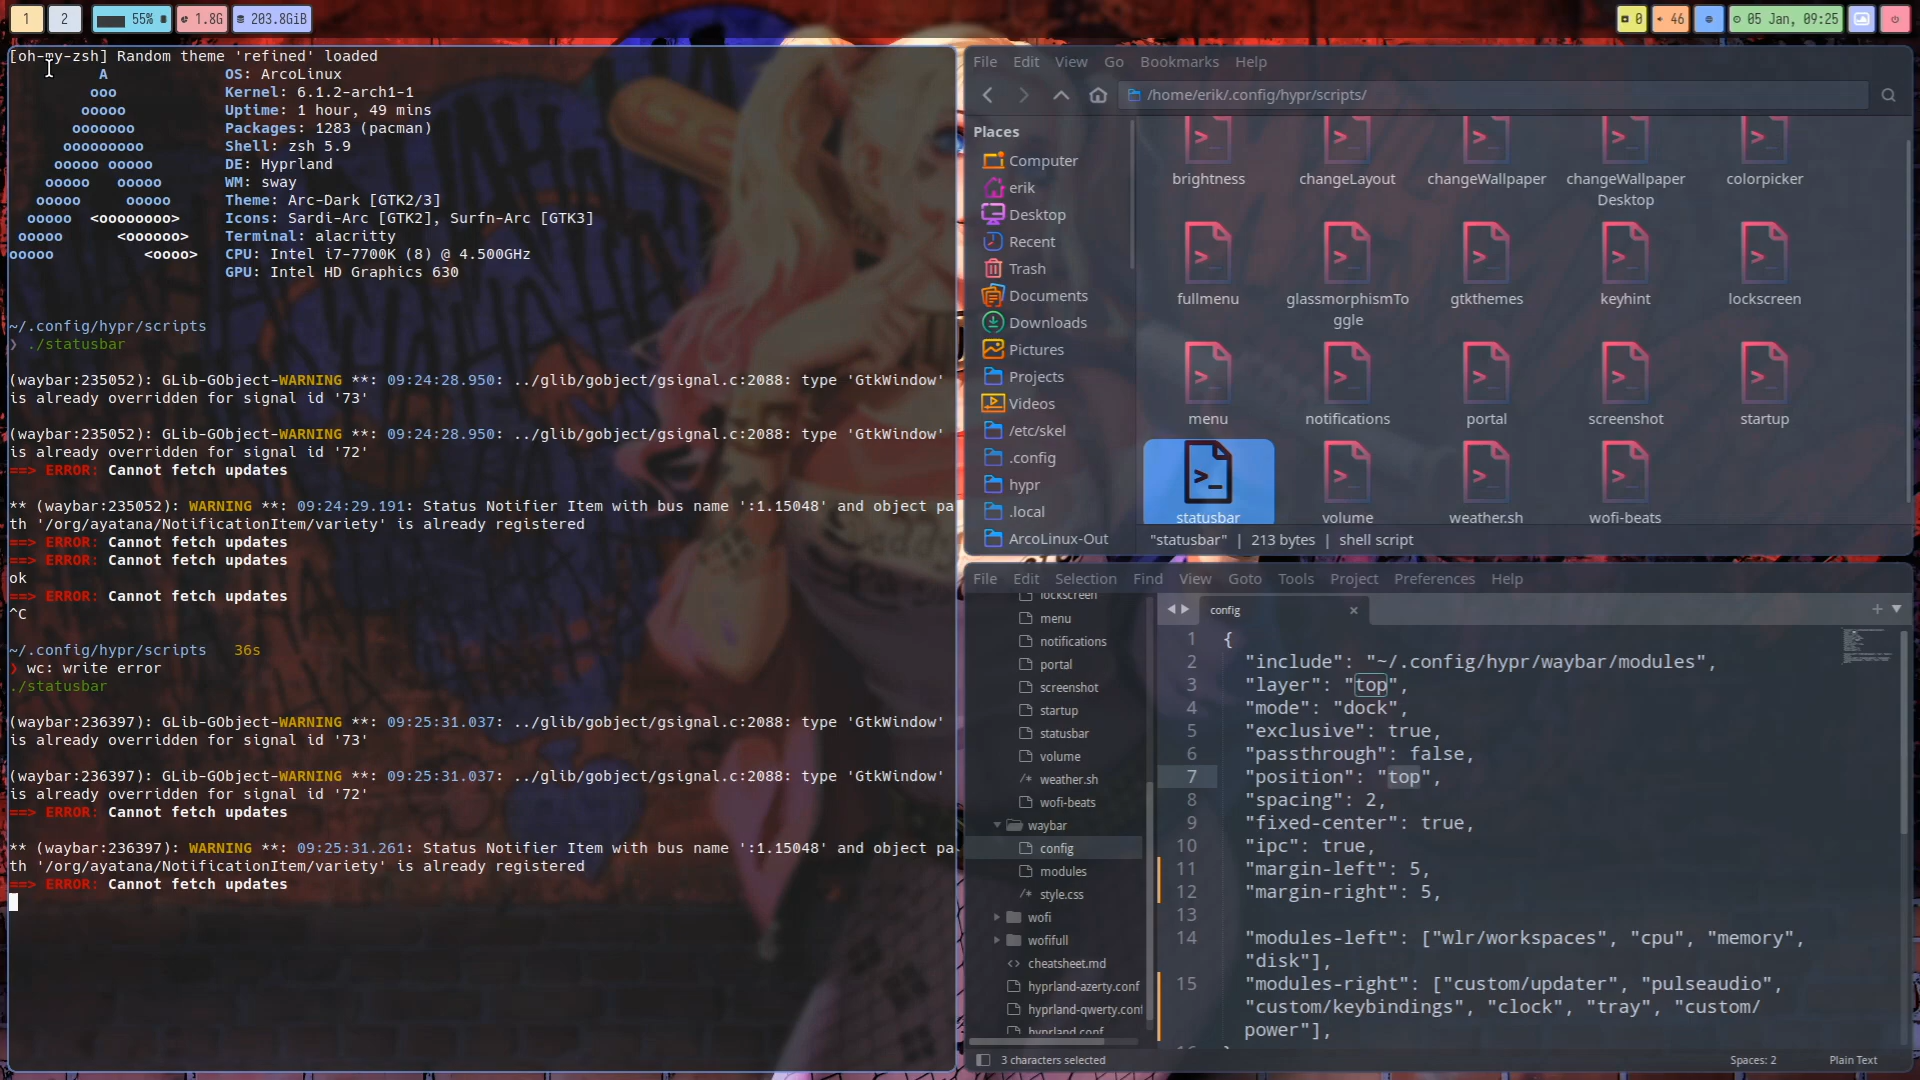 1 2 55% 1.8G 203.8GiB
0 46 05 Jan, 09:25
[oh-my-zsh] Random theme 'refined' loaded
A OS: ArcoLinux
ooo Kernel: 6.1.2-arch1-1
ooooo Uptime: 1 hour, 49 mins
ooooooo Packages: 1283 (pacman)
ooooooooo Shell: zsh 5.9
ooooo ooooo DE: Hyprland
ooooo ooooo WM: sway
ooooo ooooo Theme: Arc-Dark [GTK2/3]
ooooo <oooooooo> Icons: Sardi-Arc [GTK2], Surfn-Arc [GTK3]
ooooo <oooooo> Terminal: alacritty
ooooo <oooo> CPU: Intel i7-7700K (8) @ 4.500GHz
GPU: Intel HD Graphics 630
~/.config/hypr/scripts
❯ ./statusbar
(waybar:235052): GLib-GObject-WARNING **: 09:24:28.950: ../glib/gobject/gsignal.c:2088: type 'GtkWindow'
is already overridden for signal id '73'
(waybar:235052): GLib-GObject-WARNING **: 09:24:28.950: ../glib/gobject/gsignal.c:2088: type 'GtkWindow'
is already overridden for signal id '72'
==> ERROR: Cannot fetch updates
** (waybar:235052): WARNING **: 09:24:29.191: Status Notifier Item with bus name ':1.15048' and object pa
th '/org/ayatana/NotificationItem/variety' is already registered
==> ERROR: Cannot fetch updates
==> ERROR: Cannot fetch updates
ok
==> ERROR: Cannot fetch updates
^C
~/.config/hypr/scripts 36s
❯ wc: write error
./statusbar
(waybar:236397): GLib-GObject-WARNING **: 09:25:31.037: ../glib/gobject/gsignal.c:2088: type 'GtkWindow'
is already overridden for signal id '73'
(waybar:236397): GLib-GObject-WARNING **: 09:25:31.037: ../glib/gobject/gsignal.c:2088: type 'GtkWindow'
is already overridden for signal id '72'
==> ERROR: Cannot fetch updates
** (waybar:236397): WARNING **: 09:25:31.261: Status Notifier Item with bus name ':1.15048' and object pa
th '/org/ayatana/NotificationItem/variety' is already registered
==> ERROR: Cannot fetch updates
File Edit View Go Bookmarks Help
/home/erik/.config/hypr/scripts/
Places
Computer
erik
Desktop
Recent
Trash
Documents
Downloads
Pictures
Projects
Videos
/etc/skel
.config
hypr
.local
ArcoLinux-Out
brightness changeLayout changeWallpaper changeWallpaper colorpicker
Desktop
fullmenu glassmorphismTo gtkthemes keyhint lockscreen
ggle
menu notifications portal screenshot startup
statusbar volume weather.sh wofi-beats
"statusbar" | 213 bytes | shell script
File Edit Selection Find View Goto Tools Project Preferences Help
lockscreen
menu
notifications
portal
screenshot
startup
statusbar
volume
/* weather.sh
wofi-beats
waybar
config
modules
/* style.css
wofi
wofifull
<> cheatsheet.md
hyprland-azerty.conf
hyprland-qwerty.conf
hyprland.conf
config ×
1 {
2 "include": "~/.config/hypr/waybar/modules",
3 "layer": "top",
4 "mode": "dock",
5 "exclusive": true,
6 "passthrough": false,
7 "position": "top",
8 "spacing": 2,
9 "fixed-center": true,
10 "ipc": true,
11 "margin-left": 5,
12 "margin-right": 5,
13
14 "modules-left": ["wlr/workspaces", "cpu", "memory",
"disk"],
15 "modules-right": ["custom/updater", "pulseaudio",
"custom/keybindings", "clock", "tray", "custom/
power"],
3 characters selected
Spaces: 2 Plain Text